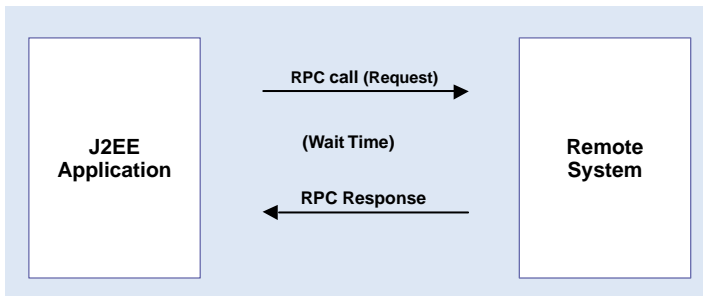 J2EE
Application
RPC call (Request)
(Wait Time)
RPC Response
Remote
System